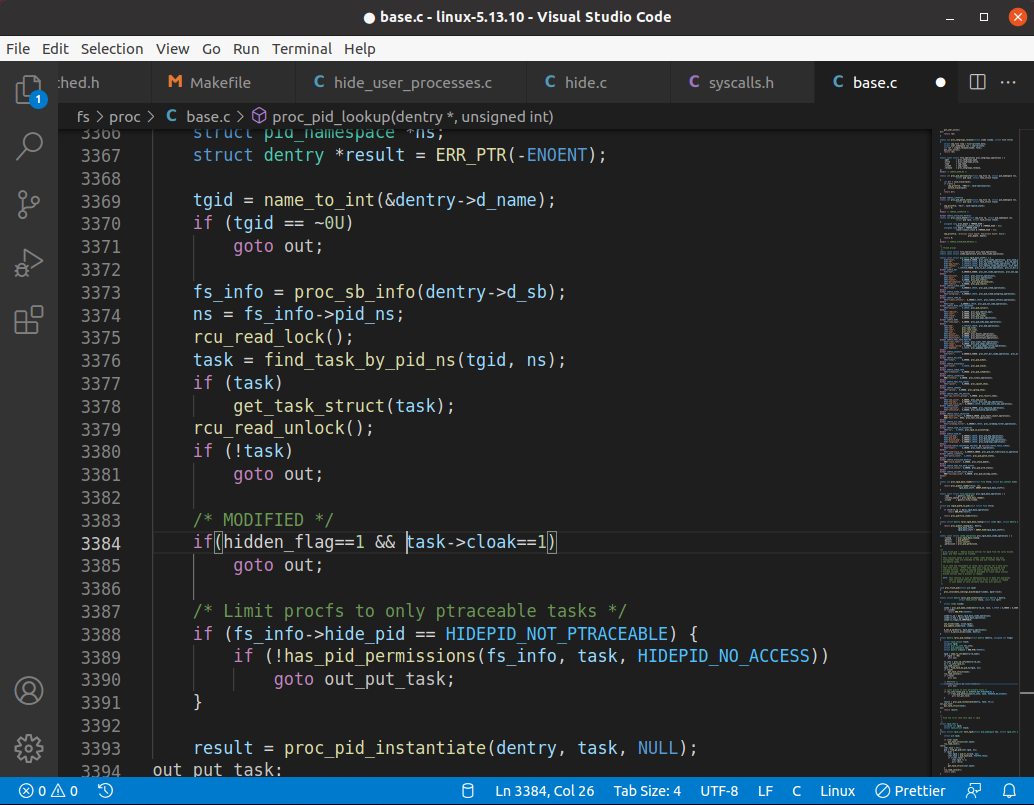 base.c - linux-5.13.10 - Visual Studio Code
File Edit Selection View Go Run Terminal Help
hed.h Makefile hide_user_processes.c hide.c syscalls.h base.c
1
fs > proc > base.c > proc_pid_lookup(dentry *, unsigned int)
3366 struct pid_namespace *ns;
3367 struct dentry *result = ERR_PTR(-ENOENT);
3368
3369 tgid = name_to_int(&dentry->d_name);
3370 if (tgid == ~0U)
3371 goto out;
3372
3373 fs_info = proc_sb_info(dentry->d_sb);
3374 ns = fs_info->pid_ns;
3375 rcu_read_lock();
3376 task = find_task_by_pid_ns(tgid, ns);
3377 if (task)
3378 get_task_struct(task);
3379 rcu_read_unlock();
3380 if (!task)
3381 goto out;
3382
3383 /* MODIFIED */
3384 if(hidden_flag==1 && task->cloak==1)
3385 goto out;
3386
3387 /* Limit procfs to only ptraceable tasks */
3388 if (fs_info->hide_pid == HIDEPID_NOT_PTRACEABLE) {
3389 if (!has_pid_permissions(fs_info, task, HIDEPID_NO_ACCESS))
3390 goto out_put_task;
3391 }
3392
3393 result = proc_pid_instantiate(dentry, task, NULL);
3394 out_put_task:
0 0 Ln 3384, Col 26 Tab Size: 4 UTF-8 LF C Linux Prettier